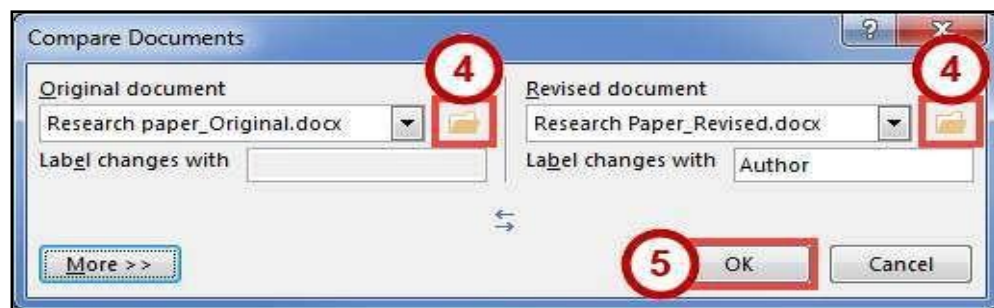 Compare Documents
? X
4 4
Original document Revised document
Research paper_Original.docx Research Paper_Revised.docx
Label changes with Label changes with Author
More >> 5 OK Cancel